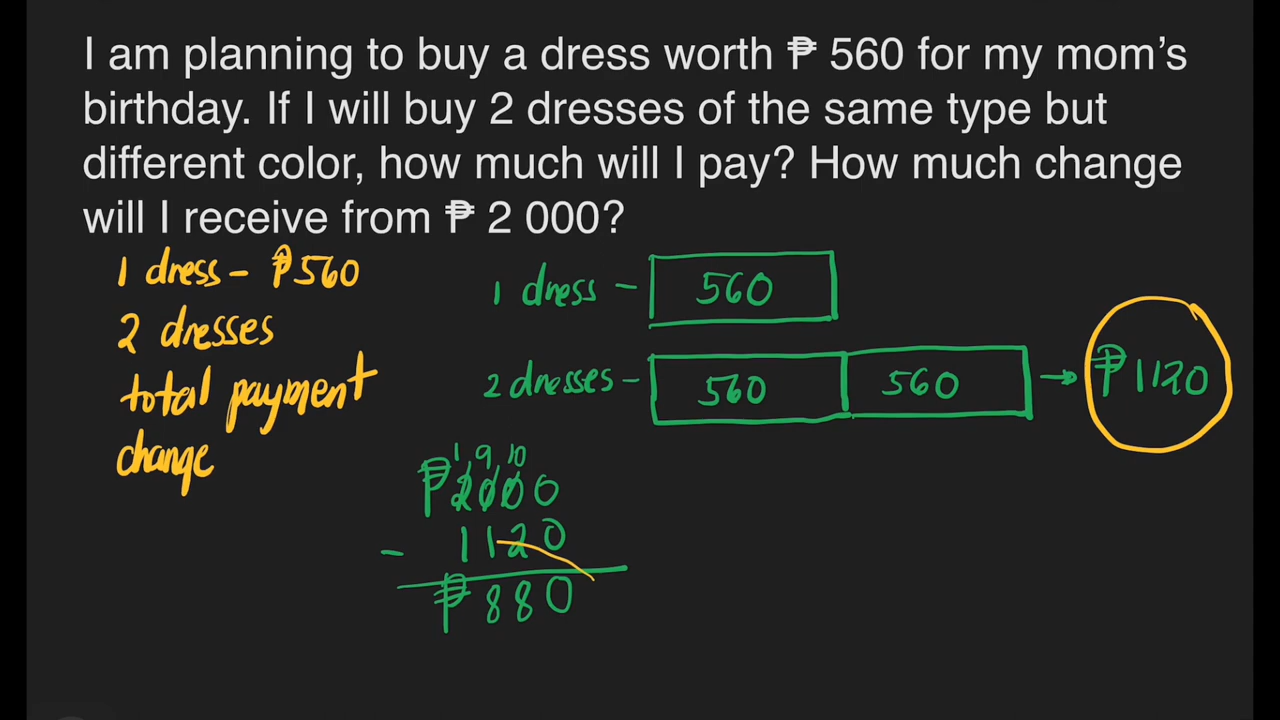 I am planning to buy a dress worth ₱ 560 for my mom's
birthday. If I will buy 2 dresses of the same type but
different color, how much will I pay? How much change
will I receive from ₱ 2 000?
1 dress - ₱560
2 dresses
total payment
change
1 dress - 560
2 dresses - 560 560 → ₱1120
1 9 10
₱2000
- 1120
₱880